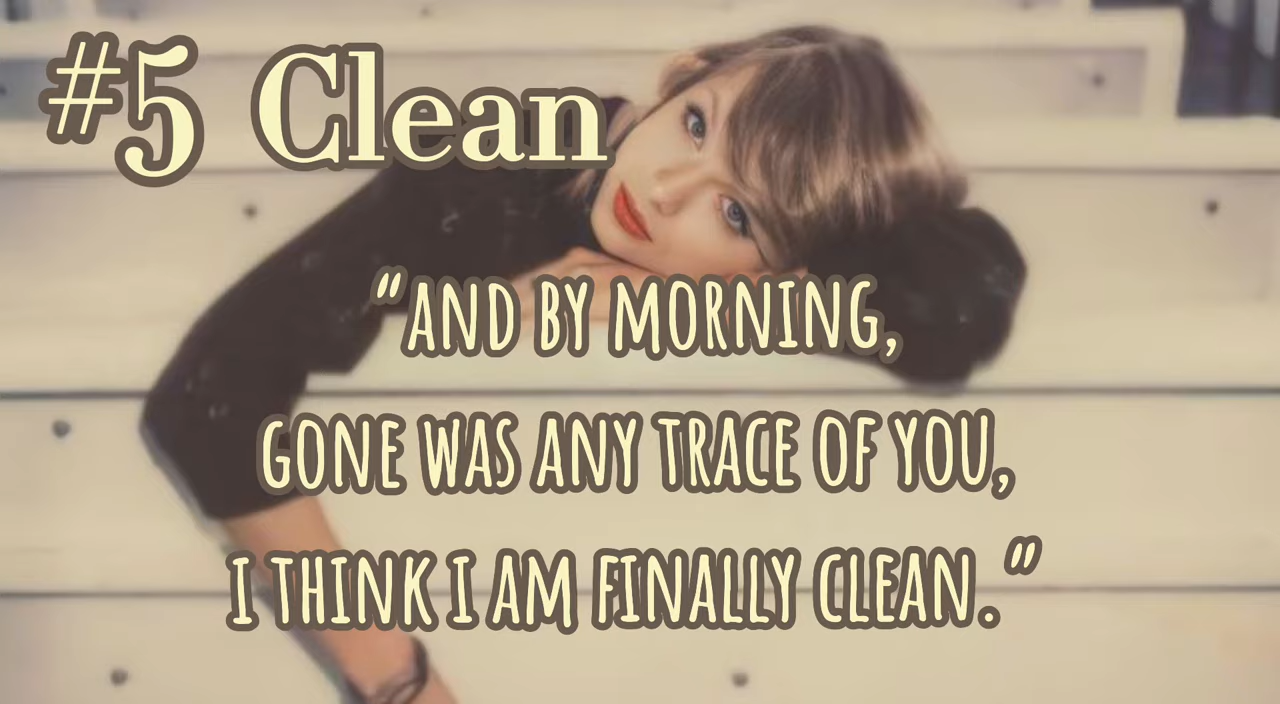 #5 Clean
"AND BY MORNING,
GONE WAS ANY TRACE OF YOU,
I THINK I AM FINALLY CLEAN."